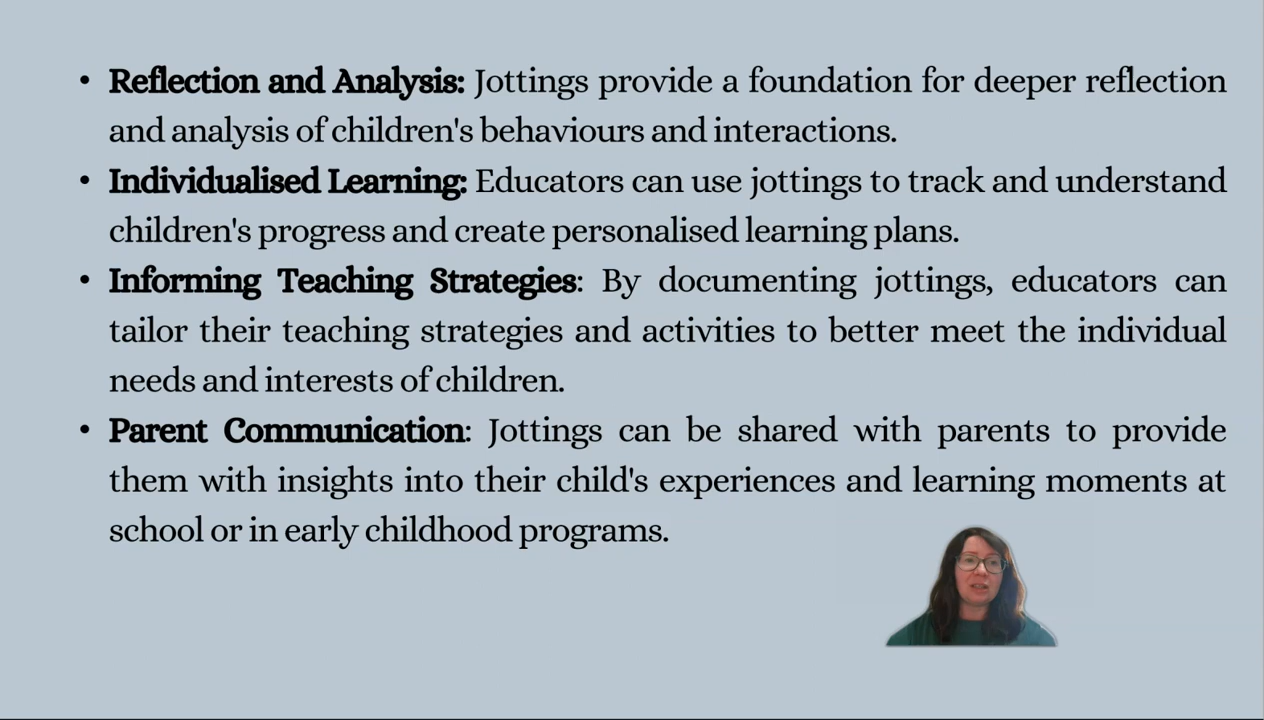 • Reflection and Analysis: Jottings provide a foundation for deeper reflection
and analysis of children's behaviours and interactions.
• Individualised Learning: Educators can use jottings to track and understand
children's progress and create personalised learning plans.
• Informing Teaching Strategies: By documenting jottings, educators can
tailor their teaching strategies and activities to better meet the individual
needs and interests of children.
• Parent Communication: Jottings can be shared with parents to provide
them with insights into their child's experiences and learning moments at
school or in early childhood programs.